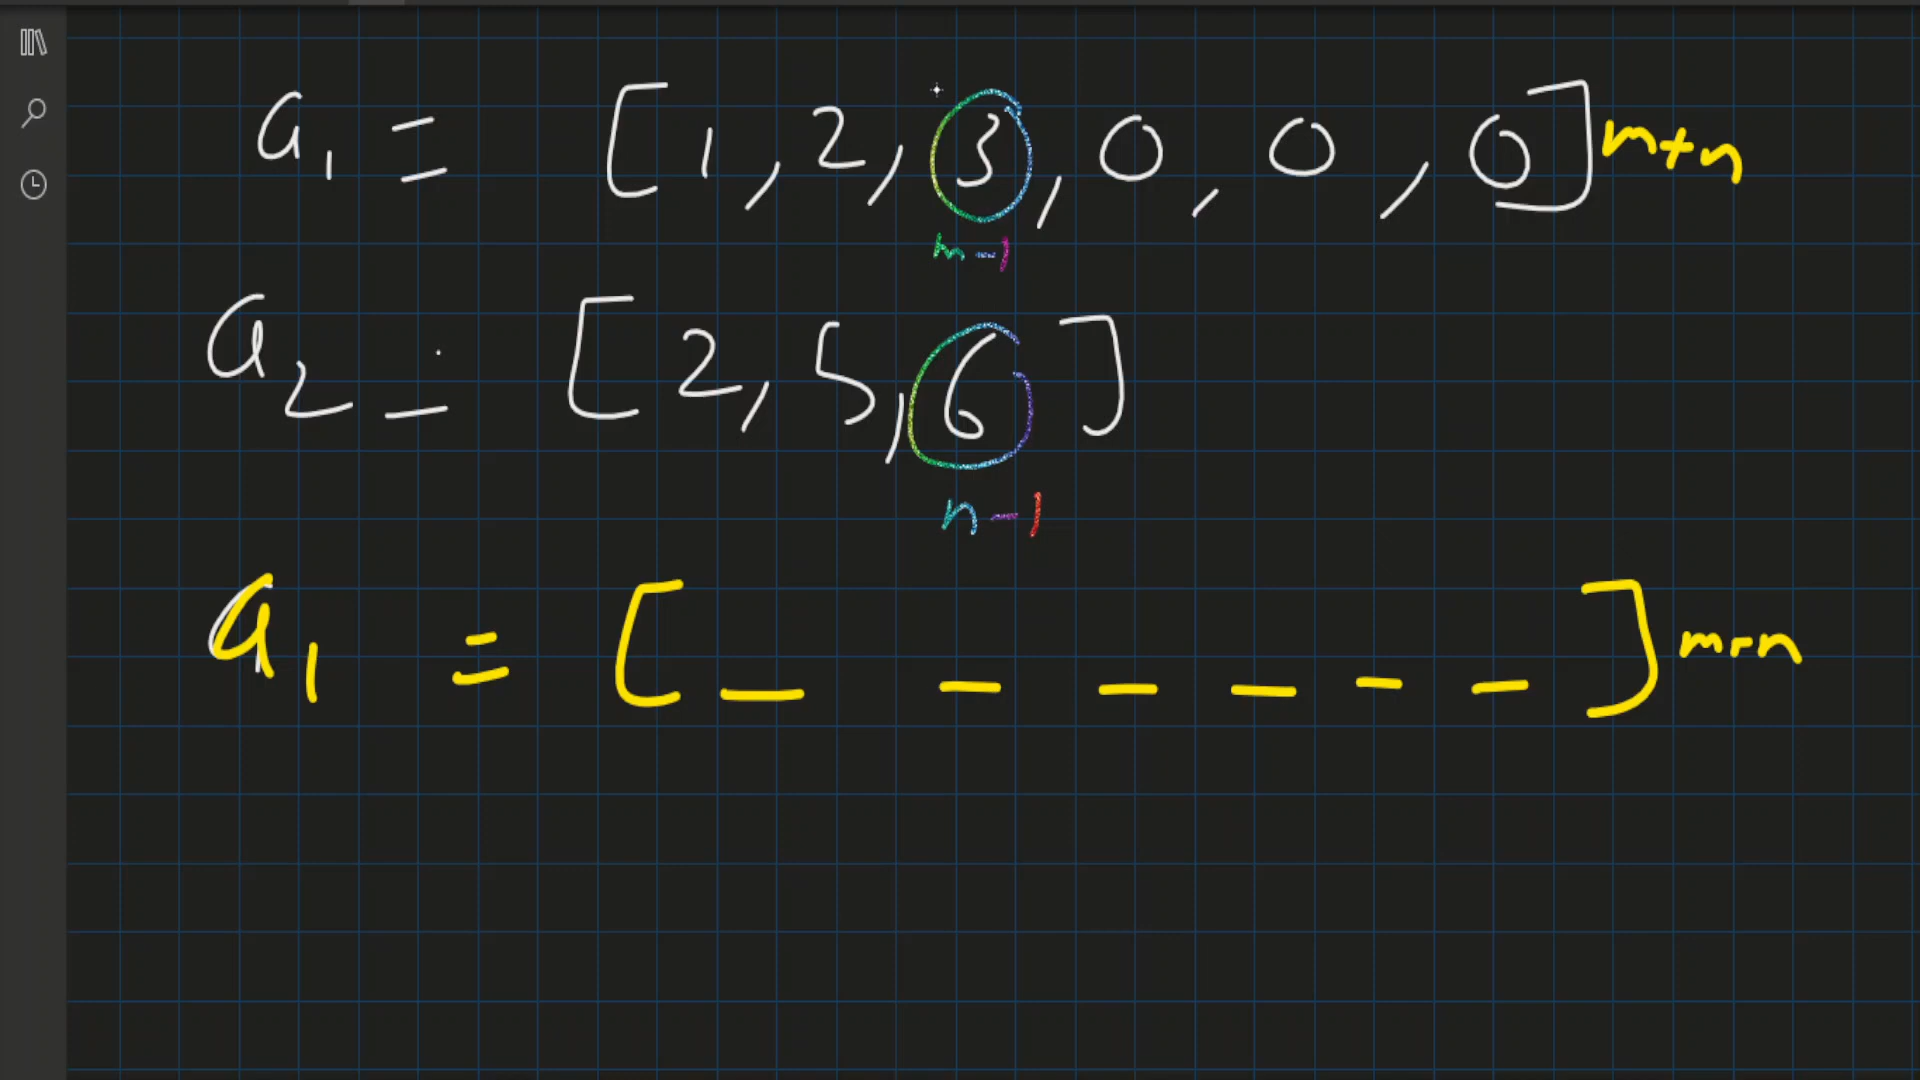 a₁ = [1, 2, 3, 0, 0, 0] m+n
m-1
a₂ = [2, 5, 6]
n-1
a₁ = [_ _ _ _ _ _] m+n